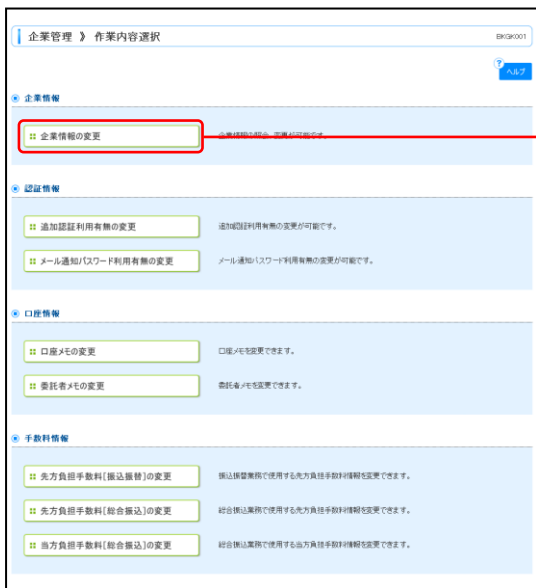 企業管理 》 作業内容選択
BKGK001
?
ヘルプ
企業情報
企業情報の変更
企業情報の照会、変更が可能です。
認証情報
追加認証利用有無の変更
追加認証利用有無の変更が可能です。
メール通知パスワード利用有無の変更
メール通知パスワード利用有無の変更が可能です。
口座情報
口座メモの変更
口座メモを変更できます。
委託者メモの変更
委託者メモを変更できます。
手数料情報
先方負担手数料[振込振替]の変更
振込振替業務で使用する先方負担手数料情報を変更できます。
先方負担手数料[総合振込]の変更
総合振込業務で使用する先方負担手数料情報を変更できます。
当方負担手数料[総合振込]の変更
総合振込業務で使用する当方負担手数料情報を変更できます。